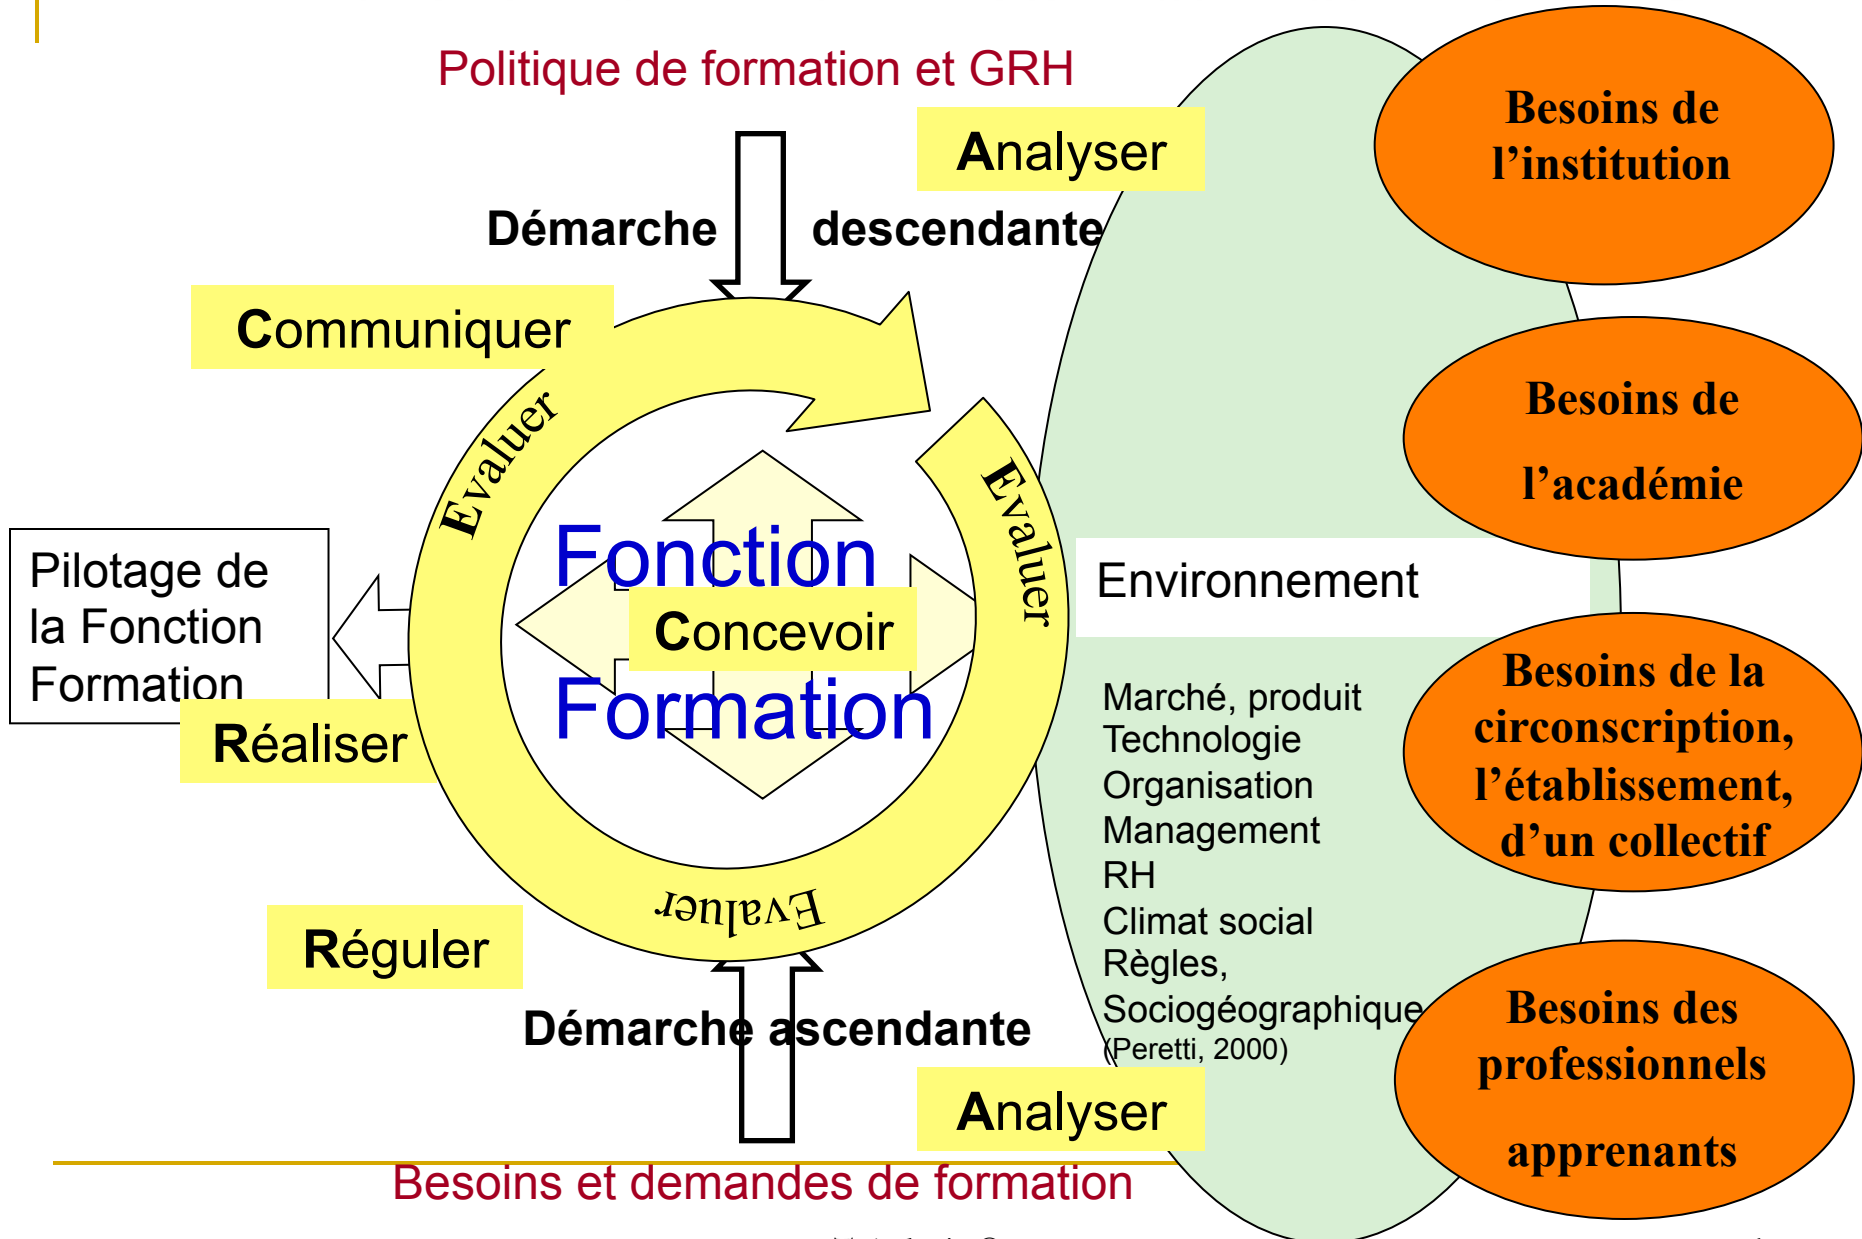 Politique de formation et GRH
Analyser
Démarche descendante
Communiquer
Evaluer
Evaluer
Evaluer
Fonction
Concevoir
Formation
Pilotage de
la Fonction
Formation
Réaliser
Réguler
Démarche ascendante
Analyser
Besoins et demandes de formation
Environnement
Marché, produit
Technologie
Organisation
Management
RH
Climat social
Règles,
Sociogéographique
(Peretti, 2000)
Besoins de
l’institution
Besoins de
l’académie
Besoins de la
circonscription,
l’établissement,
d’un collectif
Besoins des
professionnels
apprenants